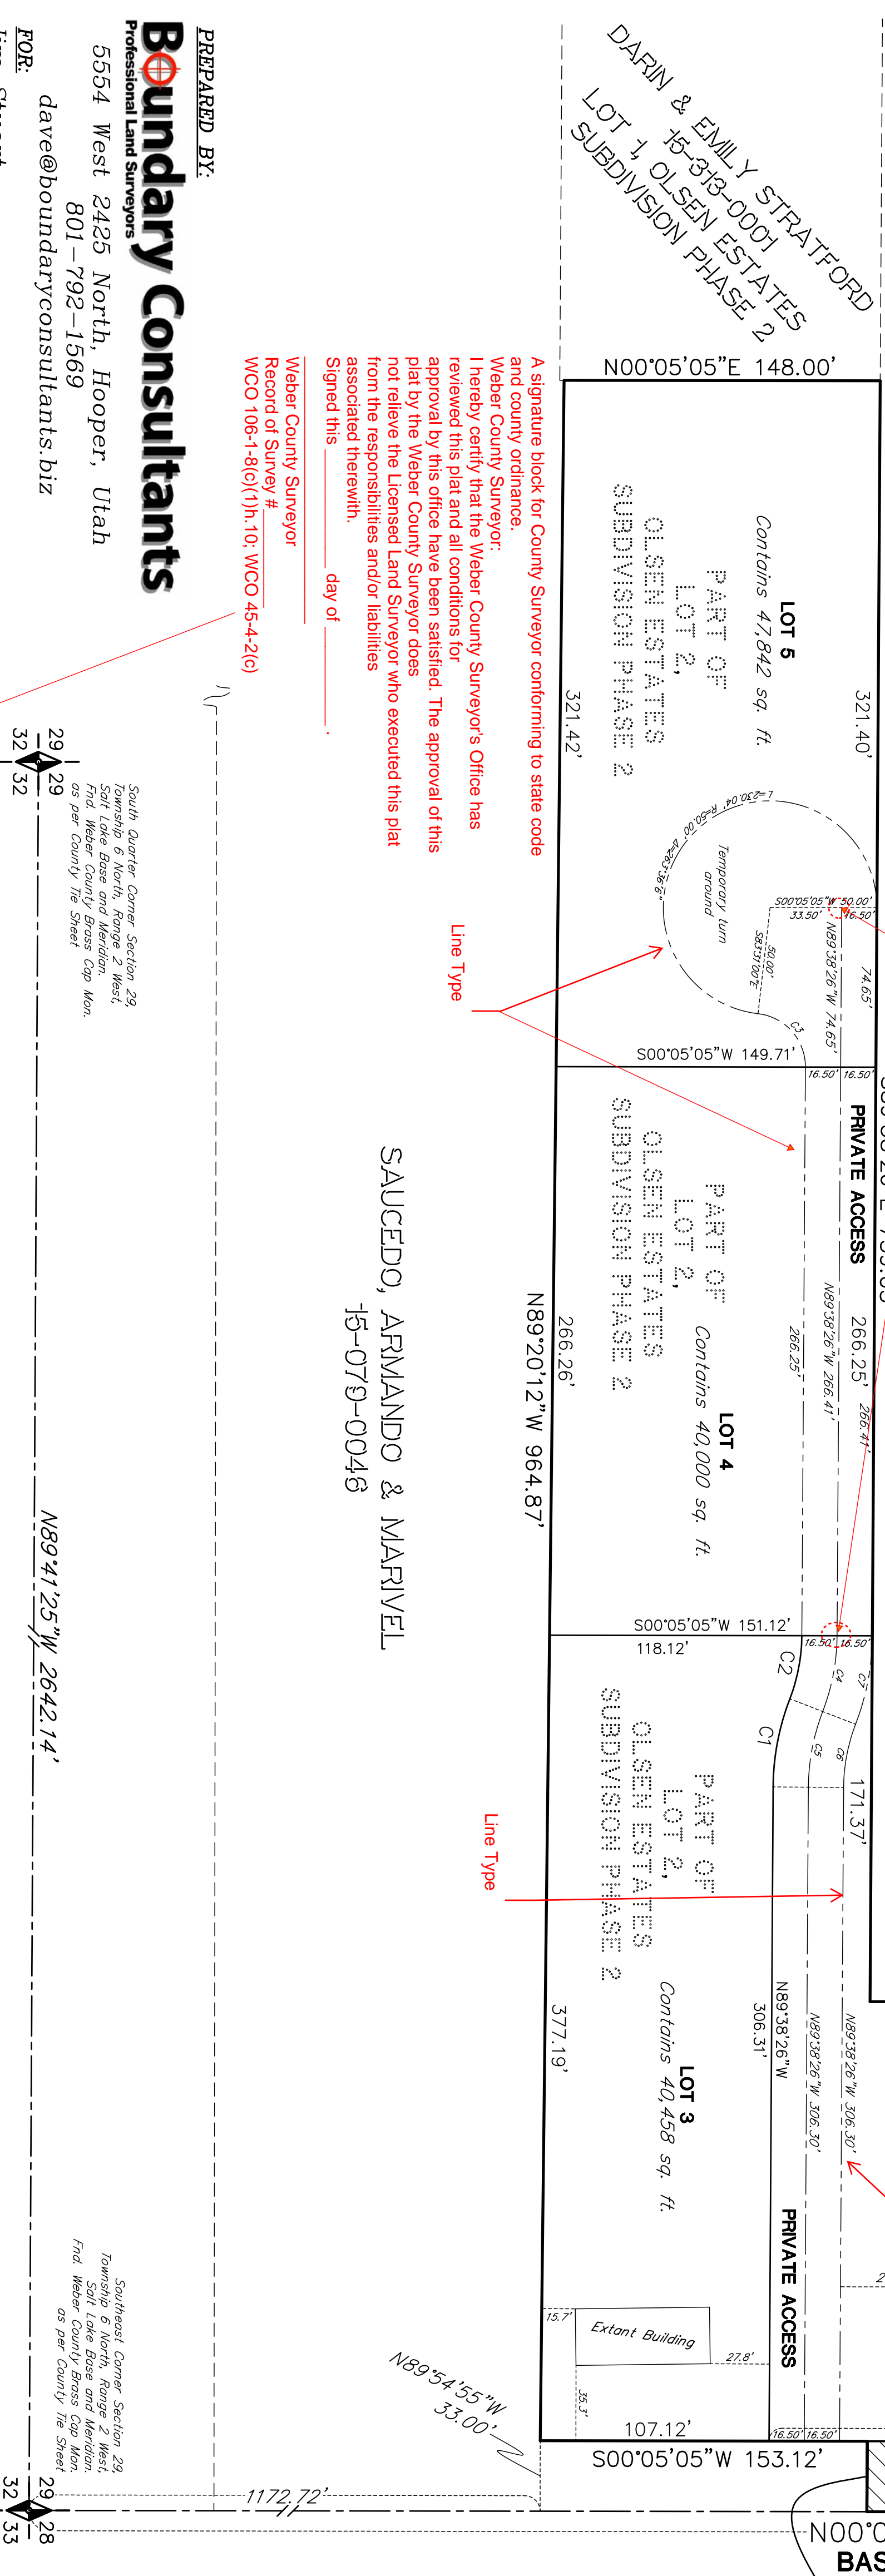 DARIN & EMILY STRATFORD
15-313-0001
LOT 1, OLSEN ESTATES
SUBDIVISION PHASE 2
N00°05'05"E 148.00'
LOT 5
Contains 47,842 sq. ft.
PART OF
LOT 2,
OLSEN ESTATES
SUBDIVISION PHASE 2
321.40'
321.42'
L=230.04' R=50.00' Δ=263°36'6"
Temporary turn
around
S00°05'05"W 50.00'
33.50'
16.50'
50.00'
S83°31'00"E
74.65'
N89°38'26"W 74.65'
C3
S00°05'05"W 149.71'
16.50'
16.50'
PRIVATE ACCESS
266.25'
266.41'
N89°38'26"W 266.41'
266.25'
PART OF
LOT 2,
OLSEN ESTATES
SUBDIVISION PHASE 2
LOT 4
Contains 40,000 sq. ft.
266.26'
N89°20'12"W 964.87'
S00°05'05"W 151.12'
118.12'
16.50'
16.50'
C2
C1
C4
C7
C5
C6
171.37'
PART OF
LOT 2,
OLSEN ESTATES
SUBDIVISION PHASE 2
LOT 3
Contains 40,458 sq. ft.
377.19'
N89°38'26"W
306.31'
N89°38'26"W 306.30'
N89°38'26"W 306.30'
PRIVATE ACCESS
Extant Building
15.7'
27.8'
35.3'
107.12'
16.50'
16.50'
S00°05'05"W 153.12'
N89°54'55"W
33.00'
1172.72'
N00°0
BAS
Line Type
Line Type
A signature block for County Surveyor conforming to state code
and county ordinance.
Weber County Surveyor:
I hereby certify that the Weber County Surveyor's Office has
reviewed this plat and all conditions for
approval by this office have been satisfied. The approval of this
plat by the Weber County Surveyor does
not relieve the Licensed Land Surveyor who executed this plat
from the responsibilities and/or liabilities
associated therewith.
Signed this ________ day of ________ .
Weber County Surveyor
Record of Survey # ________
WCO 106-1-8(c)(1)h.10; WCO 45-4-2(c)
SAUCEDO, ARMANDO & MARIVEL
15-079-0046
PREPARED BY:
Boundary Consultants
Professional Land Surveyors
5554 West 2425 North, Hooper, Utah
801-792-1569
dave@boundaryconsultants.biz
FOR:
29 29
32 32
South Quarter Corner Section 29,
Township 6 North, Range 2 West,
Salt Lake Base and Meridian.
Fnd. Weber County Brass Cap Mon.
as per County Tie Sheet
N89°41'25"W 2642.14'
Southeast Corner Section 29,
Township 6 North, Range 2 West,
Salt Lake Base and Meridian.
Fnd. Weber County Brass Cap Mon.
as per County Tie Sheet
29 28
32 33